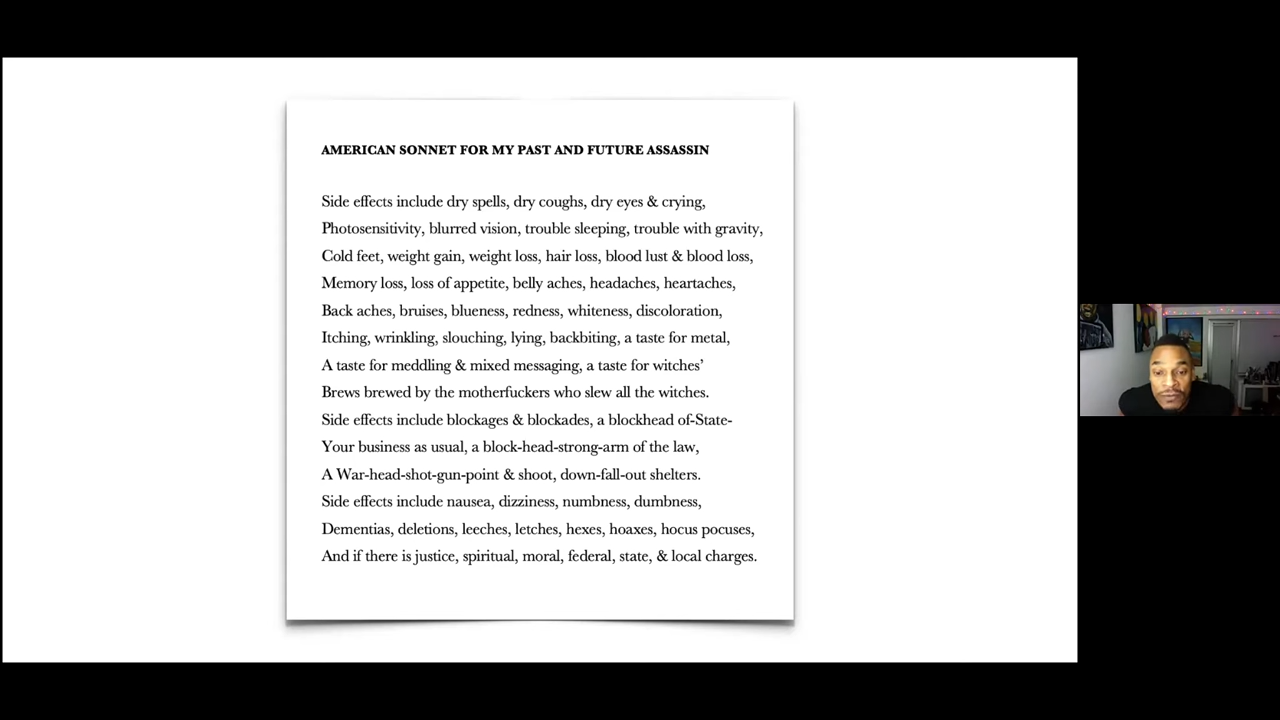 AMERICAN SONNET FOR MY PAST AND FUTURE ASSASSIN
Side effects include dry spells, dry coughs, dry eyes & crying,
Photosensitivity, blurred vision, trouble sleeping, trouble with gravity,
Cold feet, weight gain, weight loss, hair loss, blood lust & blood loss,
Memory loss, loss of appetite, belly aches, headaches, heartaches,
Back aches, bruises, blueness, redness, whiteness, discoloration,
Itching, wrinkling, slouching, lying, backbiting, a taste for metal,
A taste for meddling & mixed messaging, a taste for witches’
Brews brewed by the motherfuckers who slew all the witches.
Side effects include blockages & blockades, a blockhead of-State-
Your business as usual, a block-head-strong-arm of the law,
A War-head-shot-gun-point & shoot, down-fall-out shelters.
Side effects include nausea, dizziness, numbness, dumbness,
Dementias, deletions, leeches, letches, hexes, hoaxes, hocus pocuses,
And if there is justice, spiritual, moral, federal, state, & local charges.